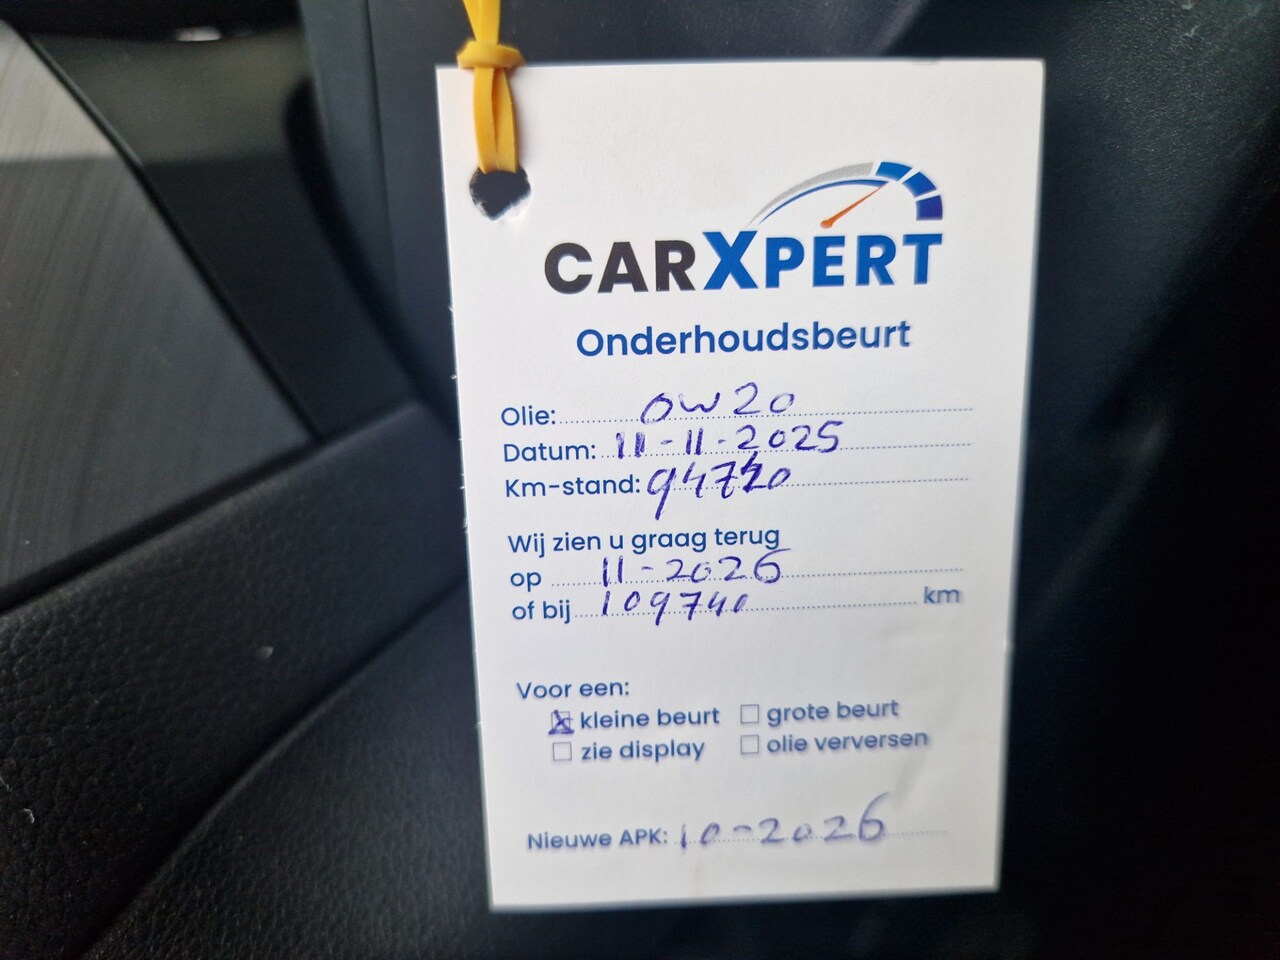 CARXPERT
Onderhoudsbeurt
Olie: 0W20
Datum: 11-11-2025
Km-stand: 94740
Wij zien u graag terug
op 11-2026
of bij 109740 km
Voor een:
kleine beurt grote beurt
zie display olie verversen
Nieuwe APK: 10-2026